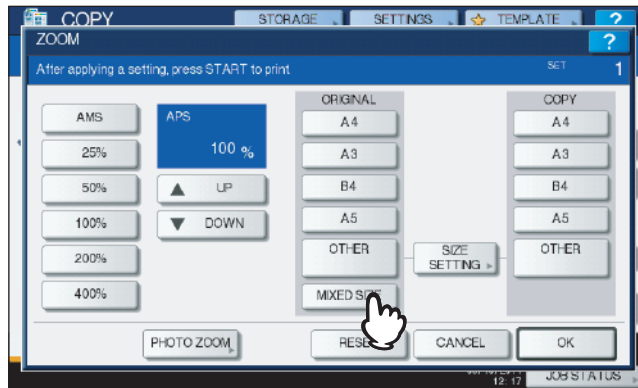 COPY
STORAGE
SETTINGS
TEMPLATE
?
ZOOM
?
After applying a setting, press START to print
SET 1
AMS
25%
50%
100%
200%
400%
APS
100 %
UP
DOWN
ORIGINAL
A4
A3
B4
A5
OTHER
MIXED SIZE
SIZE
SETTING
COPY
A4
A3
B4
A5
OTHER
PHOTO ZOOM
RESET
CANCEL
OK
12:17
JOB STATUS